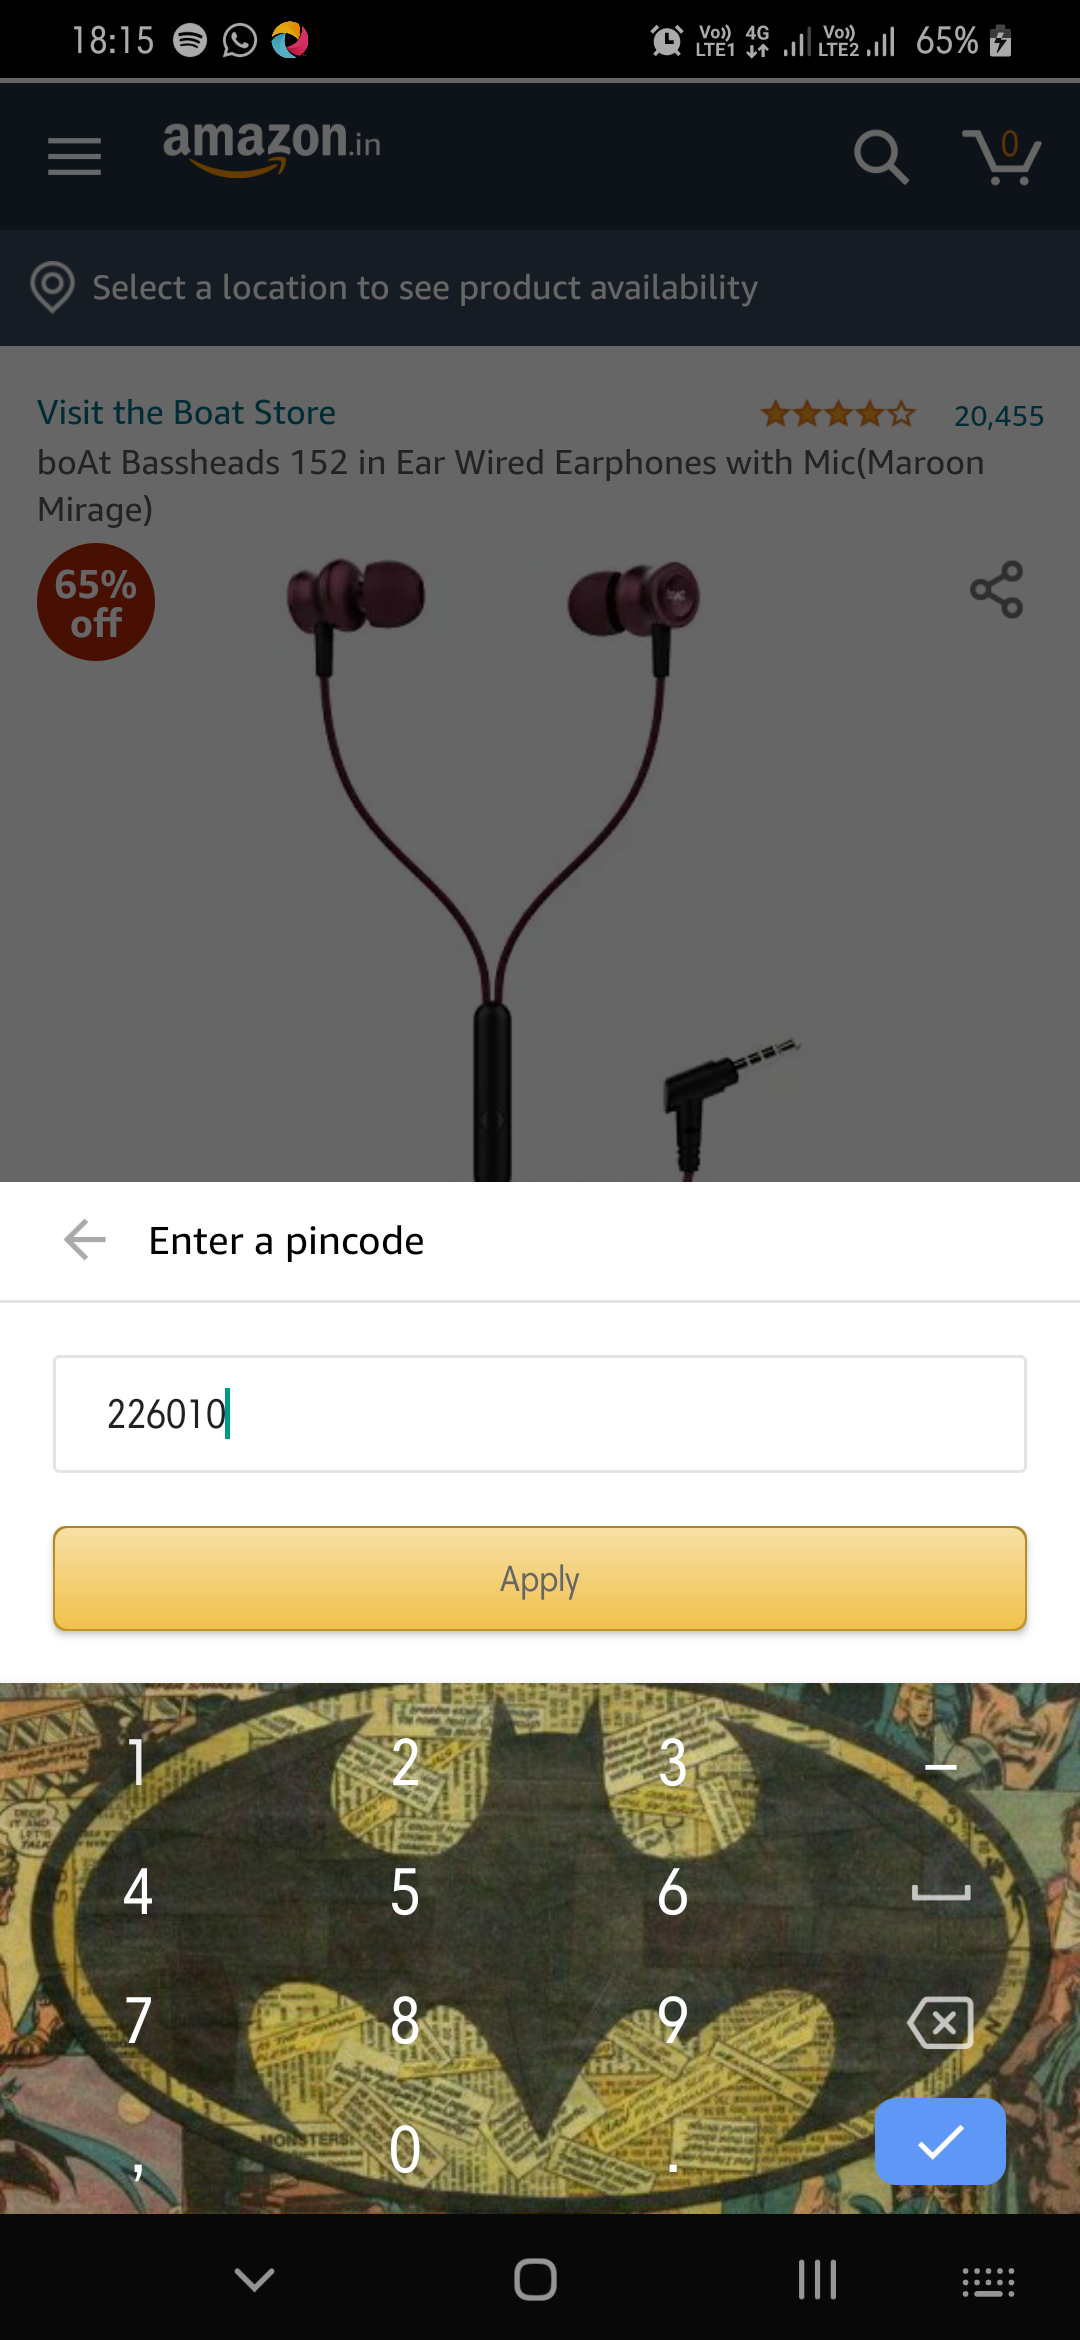 18:15
Vo)) LTE1 4G Vo)) LTE2 65%
amazon.in
0
Select a location to see product availability
Visit the Boat Store
20,455
boAt Bassheads 152 in Ear Wired Earphones with Mic(Maroon
Mirage)
65%
off
Enter a pincode
226010
Apply
1 2 3 –
4 5 6
7 8 9
, 0 .
MONSTERS!